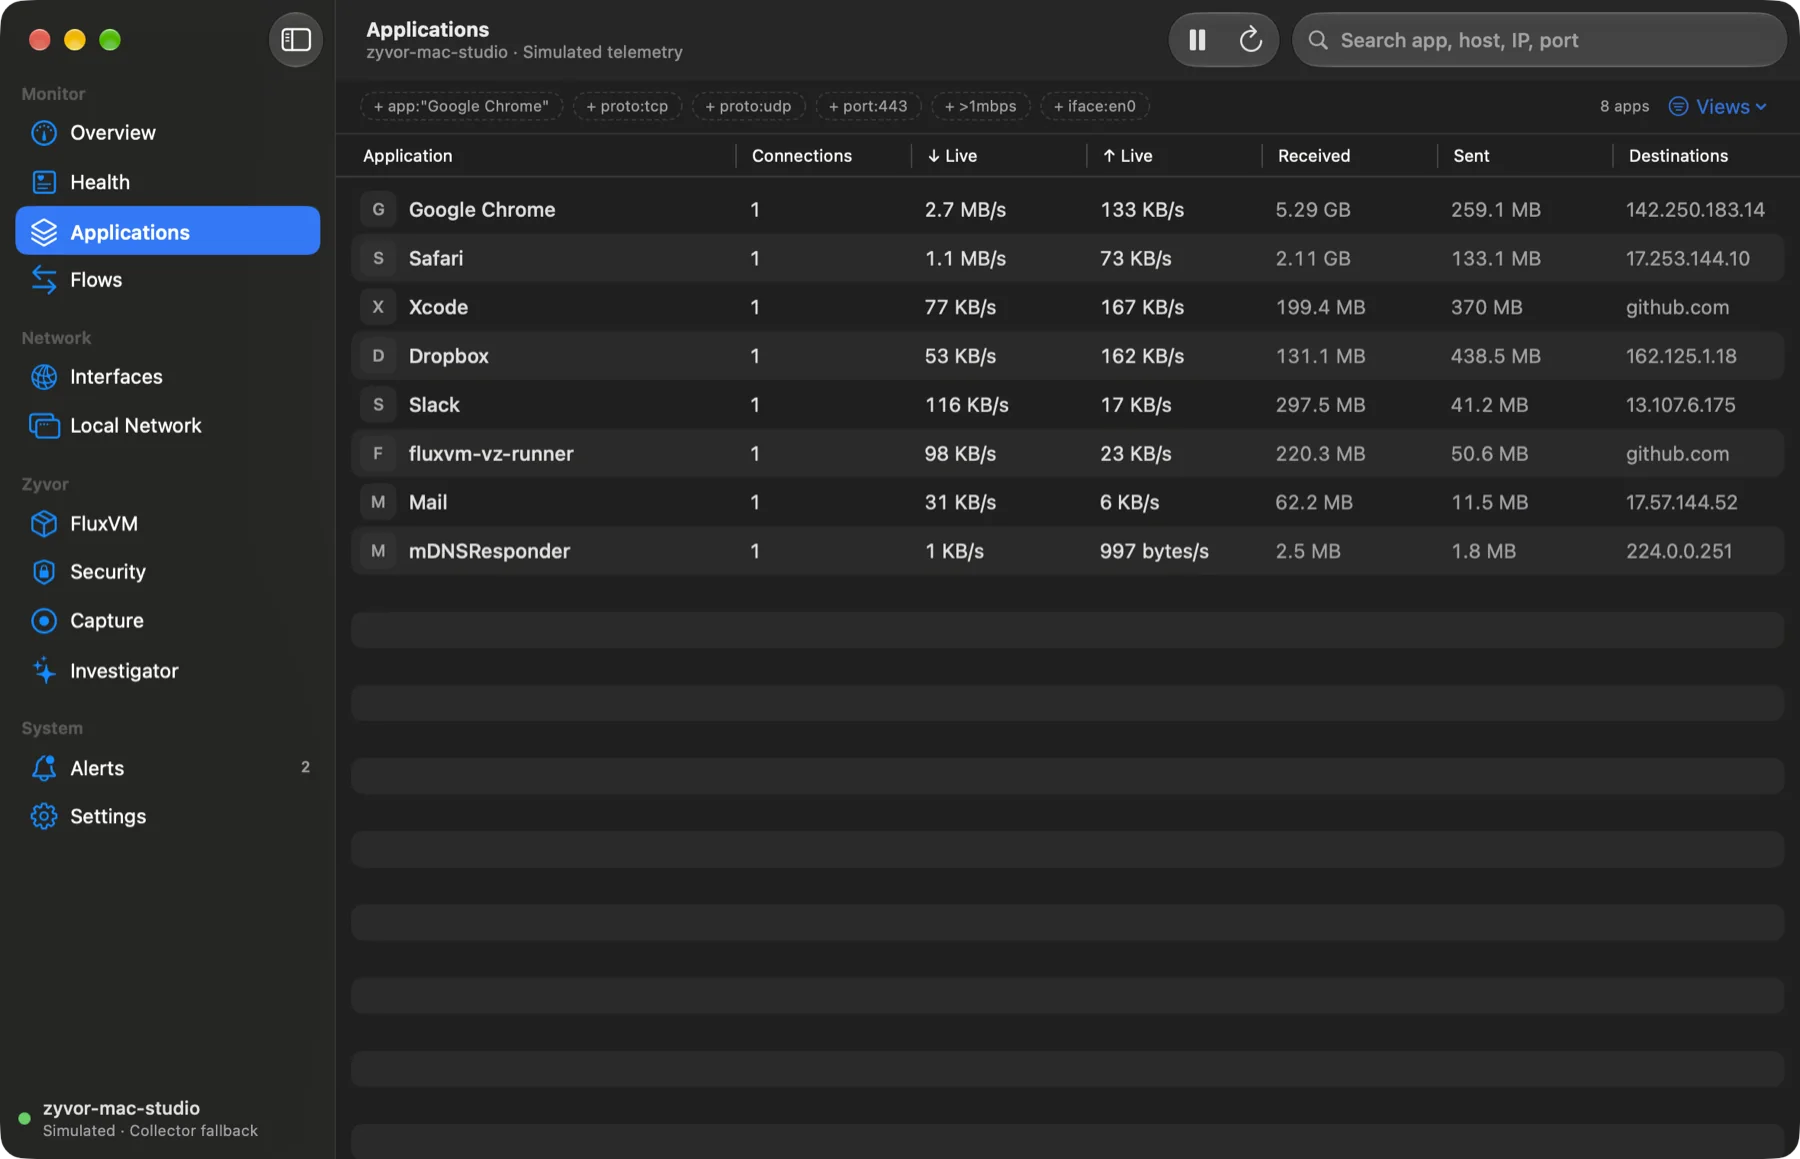 Applications
zyvor-mac-studio · Simulated telemetry
Search app, host, IP, port
Monitor
Overview
Health
Applications
Flows
Network
Interfaces
Local Network
Zyvor
FluxVM
Security
Capture
Investigator
System
Alerts 2
Settings
zyvor-mac-studio
Simulated · Collector fallback
+ app:"Google Chrome" + proto:tcp + proto:udp + port:443 + >1mbps + iface:en0 8 apps Views
Application Connections ↓ Live ↑ Live Received Sent Destinations
G Google Chrome 1 2.7 MB/s 133 KB/s 5.29 GB 259.1 MB 142.250.183.14
S Safari 1 1.1 MB/s 73 KB/s 2.11 GB 133.1 MB 17.253.144.10
X Xcode 1 77 KB/s 167 KB/s 199.4 MB 370 MB github.com
D Dropbox 1 53 KB/s 162 KB/s 131.1 MB 438.5 MB 162.125.1.18
S Slack 1 116 KB/s 17 KB/s 297.5 MB 41.2 MB 13.107.6.175
F fluxvm-vz-runner 1 98 KB/s 23 KB/s 220.3 MB 50.6 MB github.com
M Mail 1 31 KB/s 6 KB/s 62.2 MB 11.5 MB 17.57.144.52
M mDNSResponder 1 1 KB/s 997 bytes/s 2.5 MB 1.8 MB 224.0.0.251